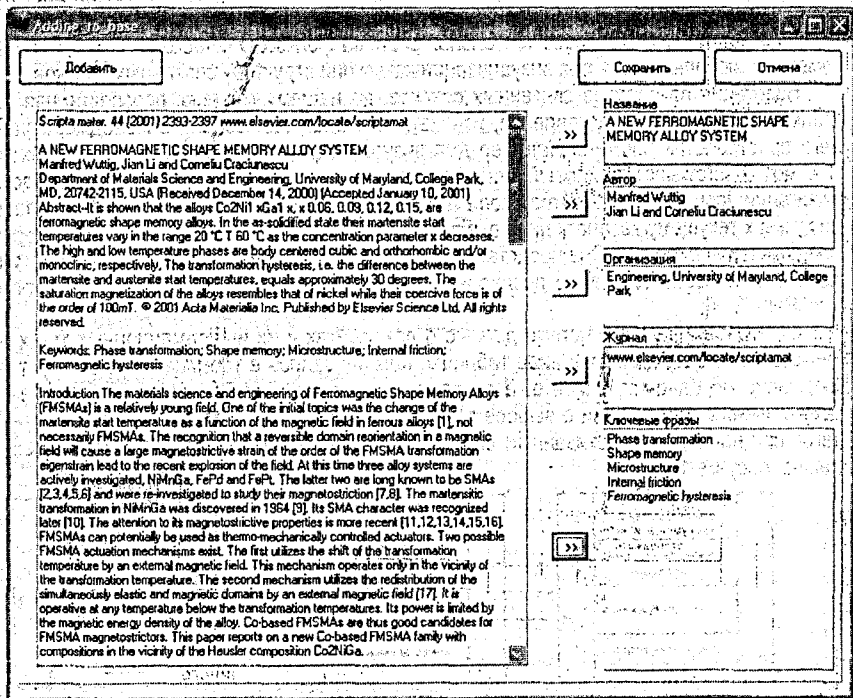 Adding_to_base
Добавить
Сохранить
Отмена
Scripta mater. 44 (2001) 2393-2397 www.elsevier.com/locate/scriptamat
A NEW FERROMAGNETIC SHAPE MEMORY ALLOY SYSTEM
Manfred Wuttig, Jian Li and Corneliu Craciunescu
Department of Materials Science and Engineering, University of Maryland, College Park,
MD, 20742-2115, USA (Received December 14, 2000) (Accepted January 10, 2001)
Abstract-It is shown that the alloys Co2Ni1 xGa1 x, x 0.06, 0.09, 0.12, 0.15, are
ferromagnetic shape memory alloys. In the as-solidified state their martensite start
temperatures vary in the range 20 °C T 60 °C as the concentration parameter x decreases.
The high and low temperature phases are body centered cubic and orthorhombic and/or
monoclinic, respectively. The transformation hysteresis, i.e. the difference between the
martensite and austenite start temperatures, equals approximately 30 degrees. The
saturation magnetization of the alloys resembles that of nickel while their coercive force is of
the order of 100mT. © 2001 Acta Materialia Inc. Published by Elsevier Science Ltd. All rights
reserved.
Keywords: Phase transformation; Shape memory; Microstructure; Internal friction;
Ferromagnetic hysteresis
Introduction The materials science and engineering of Ferromagnetic Shape Memory Alloys
(FMSMAs) is a relatively young field. One of the initial topics was the change of the
martensite start temperature as a function of the magnetic field in ferrous alloys [1], not
necessarily FMSMAs. The recognition that a reversible domain reorientation in a magnetic
field will cause a large magnetostrictive strain of the order of the FMSMA transformation
eigenstrain lead to the recent explosion of the field. At this time three alloy systems are
actively investigated, NiMnGa, FePd and FePt. The latter two are long known to be SMAs
[2,3,4,5,6] and were re-investigated to study their magnetostriction [7,8]. The martensitic
transformation in NiMnGa was discovered in 1964 [9]. Its SMA character was recognized
later [10]. The attention to its magnetostrictive properties is more recent [11,12,13,14,15,16].
FMSMAs can potentially be used as thermo-mechanically controlled actuators. Two possible
FMSMA actuation mechanisms exist. The first utilizes the shift of the transformation
temperature by an external magnetic field. This mechanism operates only in the vicinity of
the transformation temperature. The second mechanism utilizes the redistribution of the
simultaneously elastic and magnetic domains by an external magnetic field [17]. It is
operative at any temperature below the transformation temperatures. Its power is limited by
the magnetic energy density of the alloy. Co-based FMSMAs are thus good candidates for
FMSMA magnetostrictors. This paper reports on a new Co-based FMSMA family with
compositions in the vicinity of the Heusler composition Co2NiGa.
>>
Название
A NEW FERROMAGNETIC SHAPE
MEMORY ALLOY SYSTEM
>>
Автор
Manfred Wuttig
Jian Li and Corneliu Craciunescu
>>
Организация
Engineering, University of Maryland, College
Park
>>
Журнал
www.elsevier.com/locate/scriptamat
>>
Ключевые фразы
Phase transformation
Shape memory
Microstructure
Internal friction
Ferromagnetic hysteresis